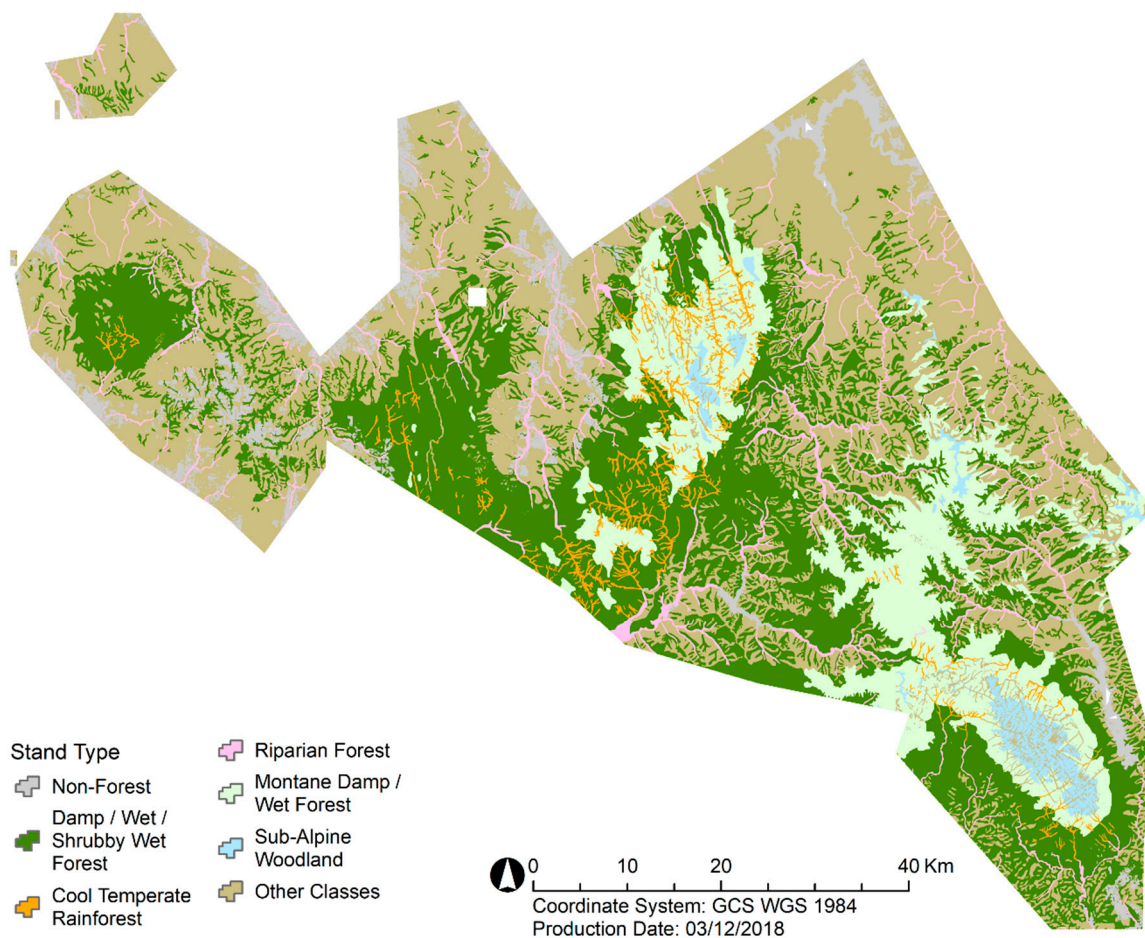 Stand Type
Non-Forest
Damp / Wet /
Shrubby Wet
Forest
Cool Temperate
Rainforest
Riparian Forest
Montane Damp /
Wet Forest
Sub-Alpine
Woodland
Other Classes
0 10 20 40 Km
Coordinate System: GCS WGS 1984
Production Date: 03/12/2018